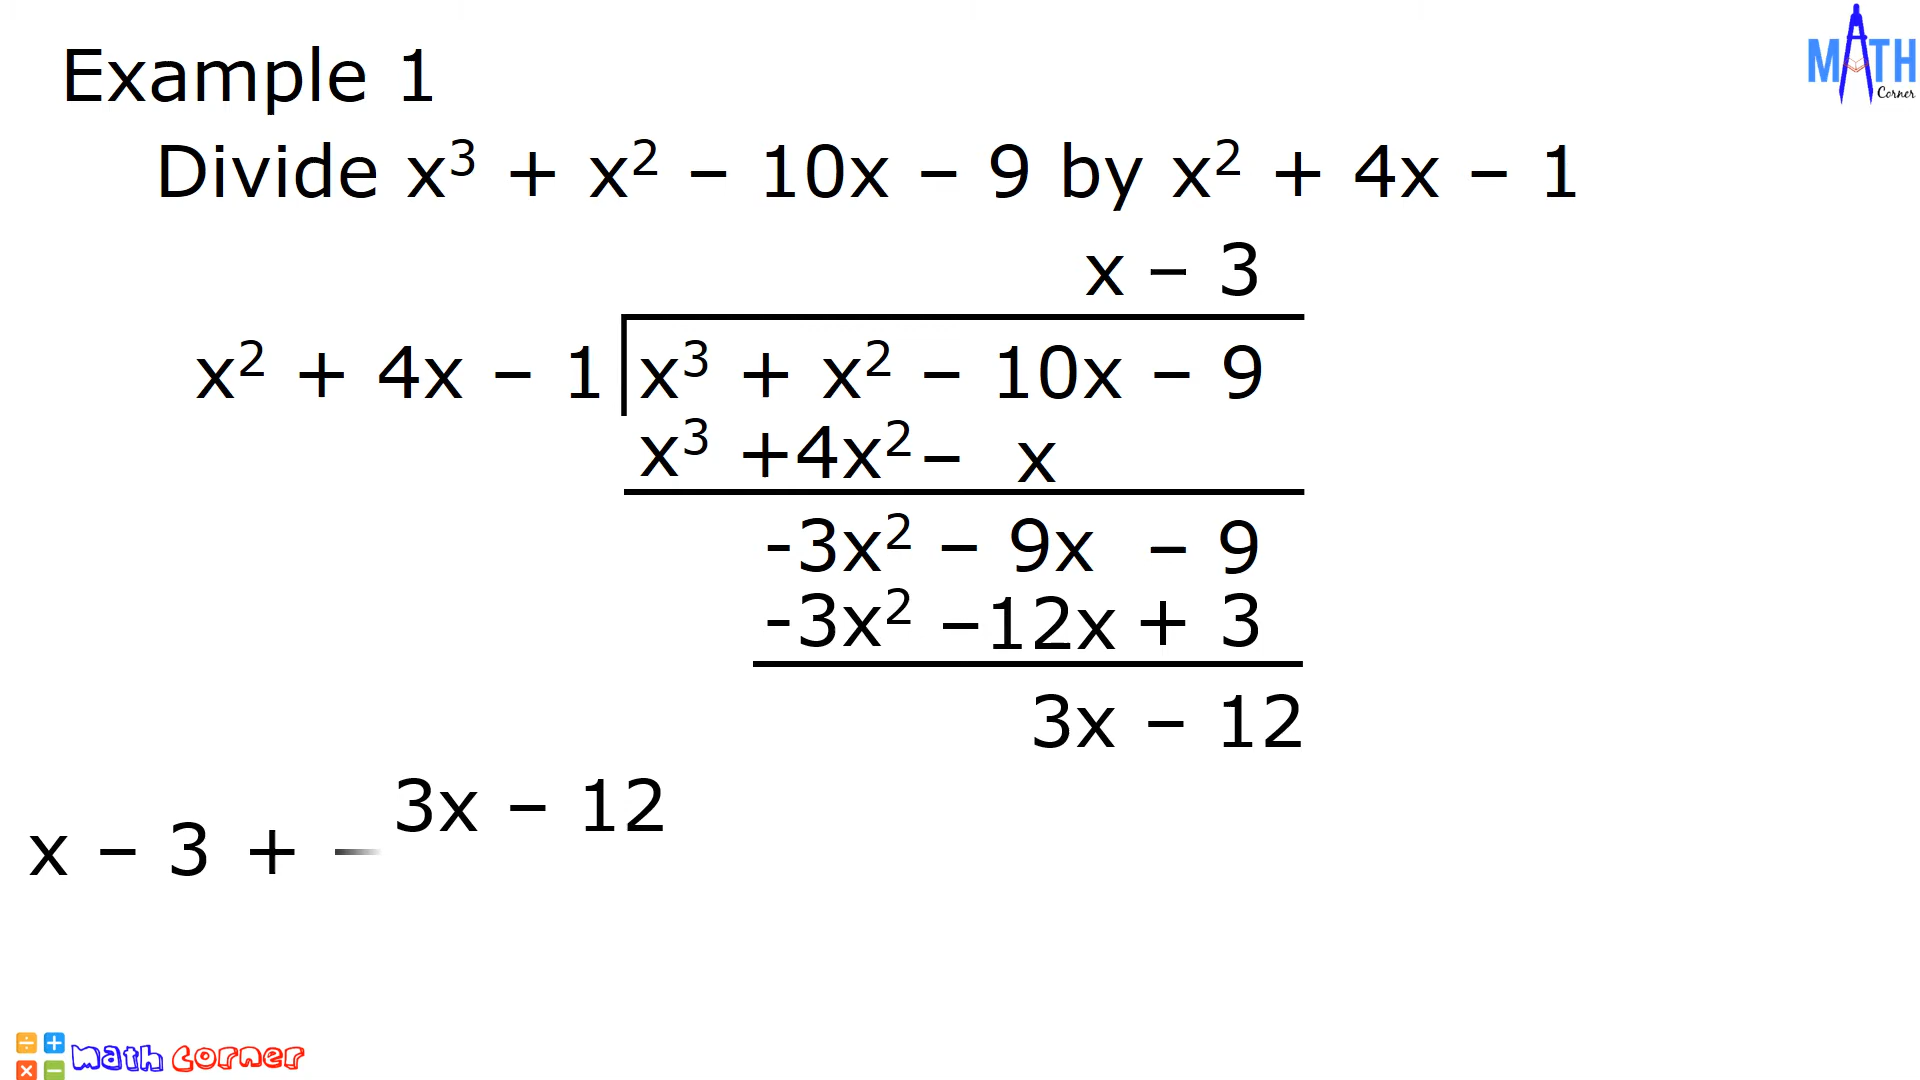 MATH
Corner
Example 1
Divide x³ + x² – 10x – 9 by x² + 4x – 1
x – 3
x² + 4x – 1 x³ + x² – 10x – 9
x³ +4x² – x
-3x² – 9x – 9
-3x² –12x + 3
3x – 12
3x – 12
x – 3 + –
÷ +
× – math corner